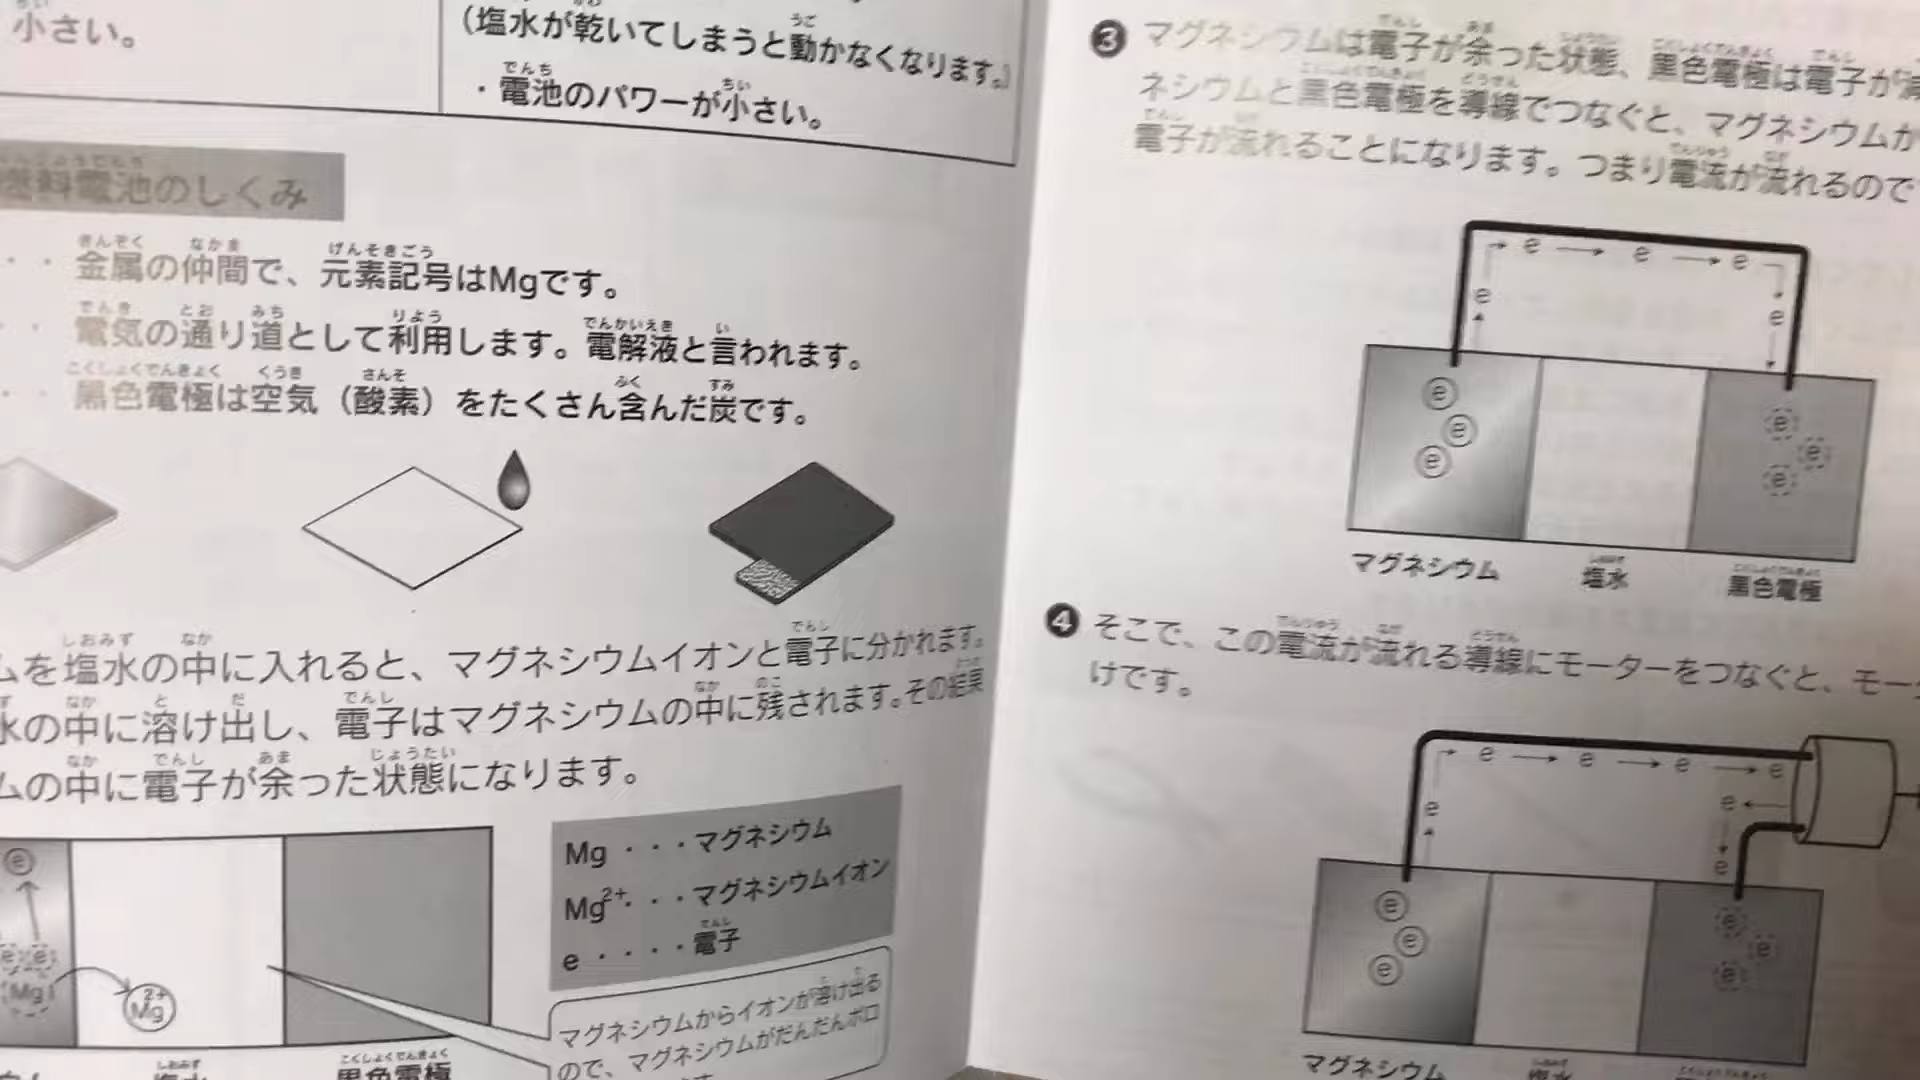 小さい。
(塩水が乾いてしまうと動かなくなります。)
・電池のパワーが小さい。
燃料電池のしくみ
・・金属の仲間で、元素記号はMgです。
・・電気の通り道として利用します。電解液と言われます。
・・黒色電極は空気（酸素）をたくさん含んだ炭です。
ムを塩水の中に入れると、マグネシウムイオンと電子に分かれます。
水の中に溶け出し、電子はマグネシウムの中に残されます。その結果
ムの中に電子が余った状態になります。
e
e e
Mg
Mg2+
塩水
黒色電極
Mg・・・マグネシウム
Mg2+・・・マグネシウムイオン
e・・・・電子
マグネシウムからイオンが溶け出る
ので、マグネシウムがだんだんボロ
❸ マグネシウムは電子が余った状態、黒色電極は電子が
ネシウムと黒色電極を導線でつなぐと、マグネシウムか
電子が流れることになります。つまり電流が流れるので
e e e
e e
e e e
e e e
マグネシウム 塩水 黒色電極
❹ そこで、この電流が流れる導線にモーターをつなぐと、モー
けです。
e e e e
e e
e
e e e
e e e
マグネシウム 塩水